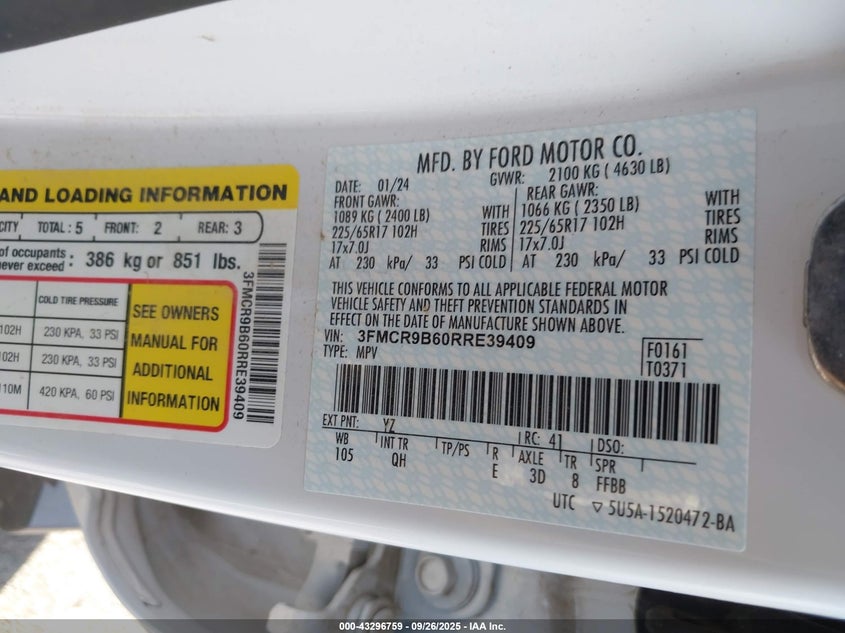 AND LOADING INFORMATION
CITY TOTAL : 5 FRONT: 2 REAR: 3
of occupants
never exceed : 386 kg or 851 lbs.
COLD TIRE PRESSURE
102H 230 KPA, 33 PSI
102H 230 KPA, 33 PSI
110M 420 KPA, 60 PSI
SEE OWNERS
MANUAL FOR
ADDITIONAL
INFORMATION
3FMCR9B60RRE39409
MFD. BY FORD MOTOR CO.
DATE: 01/24 GVWR: 2100 KG ( 4630 LB)
FRONT GAWR: REAR GAWR:
1089 KG ( 2400 LB) WITH 1066 KG ( 2350 LB) WITH
225/65R17 102H TIRES 225/65R17 102H TIRES
17x7.0J RIMS 17x7.0J RIMS
AT 230 kPa/ 33 PSI COLD AT 230 kPa/ 33 PSI COLD
THIS VEHICLE CONFORMS TO ALL APPLICABLE FEDERAL MOTOR
VEHICLE SAFETY AND THEFT PREVENTION STANDARDS IN
EFFECT ON THE DATE OF MANUFACTURE SHOWN ABOVE.
VIN: 3FMCR9B60RRE39409
TYPE: MPV
F0161
T0371
EXT PNT: YZ RC: 41 DSO:
WB INT TR TP/PS R AXLE TR SPR
105 QH E 3D 8 FFBB
UTC ▽ 5U5A-1520472-BA
000-43296759 - 09/26/2025 - IAA Inc.